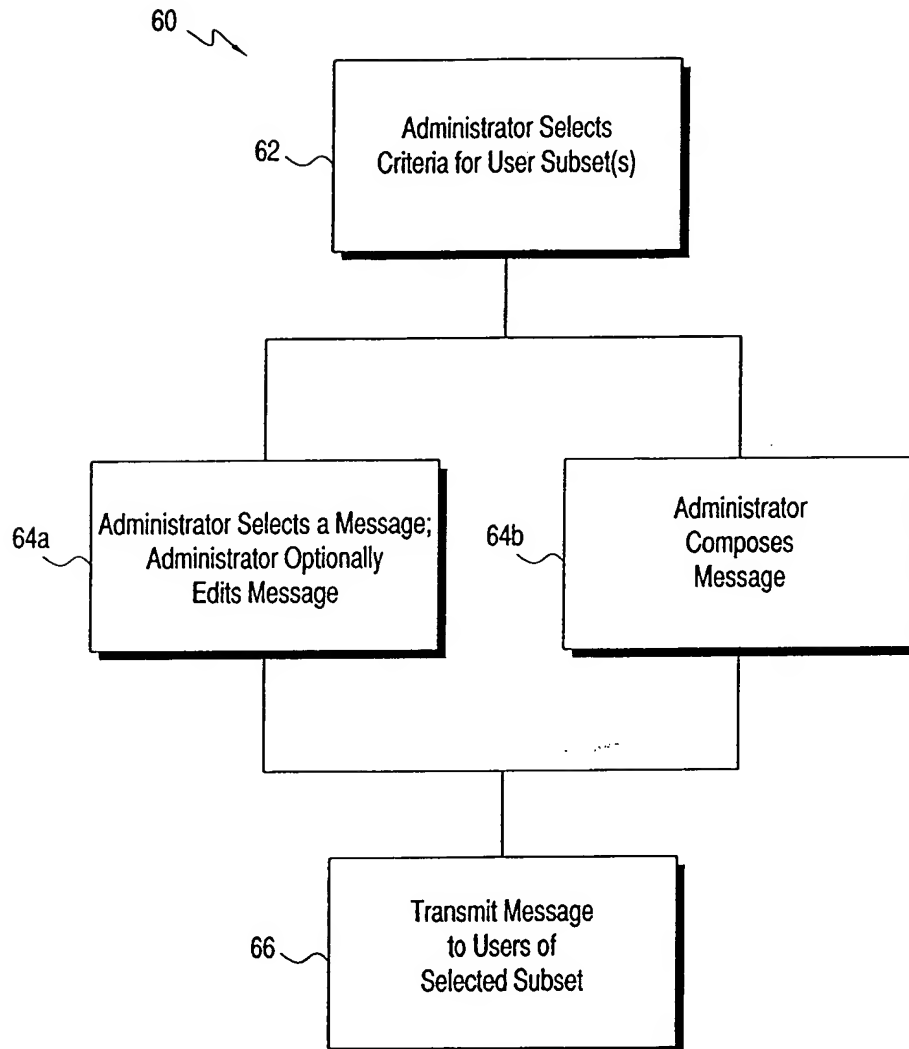 60
62
Administrator Selects
Criteria for User Subset(s)
64a
Administrator Selects a Message;
Administrator Optionally
Edits Message
64b
Administrator
Composes
Message
66
Transmit Message
to Users of
Selected Subset